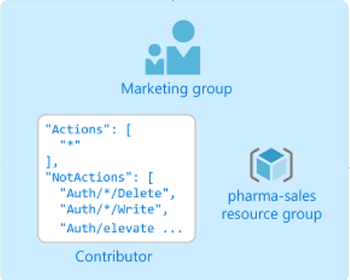 Marketing group
"Actions": [
"*"
],
"NotActions": [
"Auth/*/Delete",
"Auth/*/Write",
"Auth/elevate ...
Contributor
pharma-sales
resource group